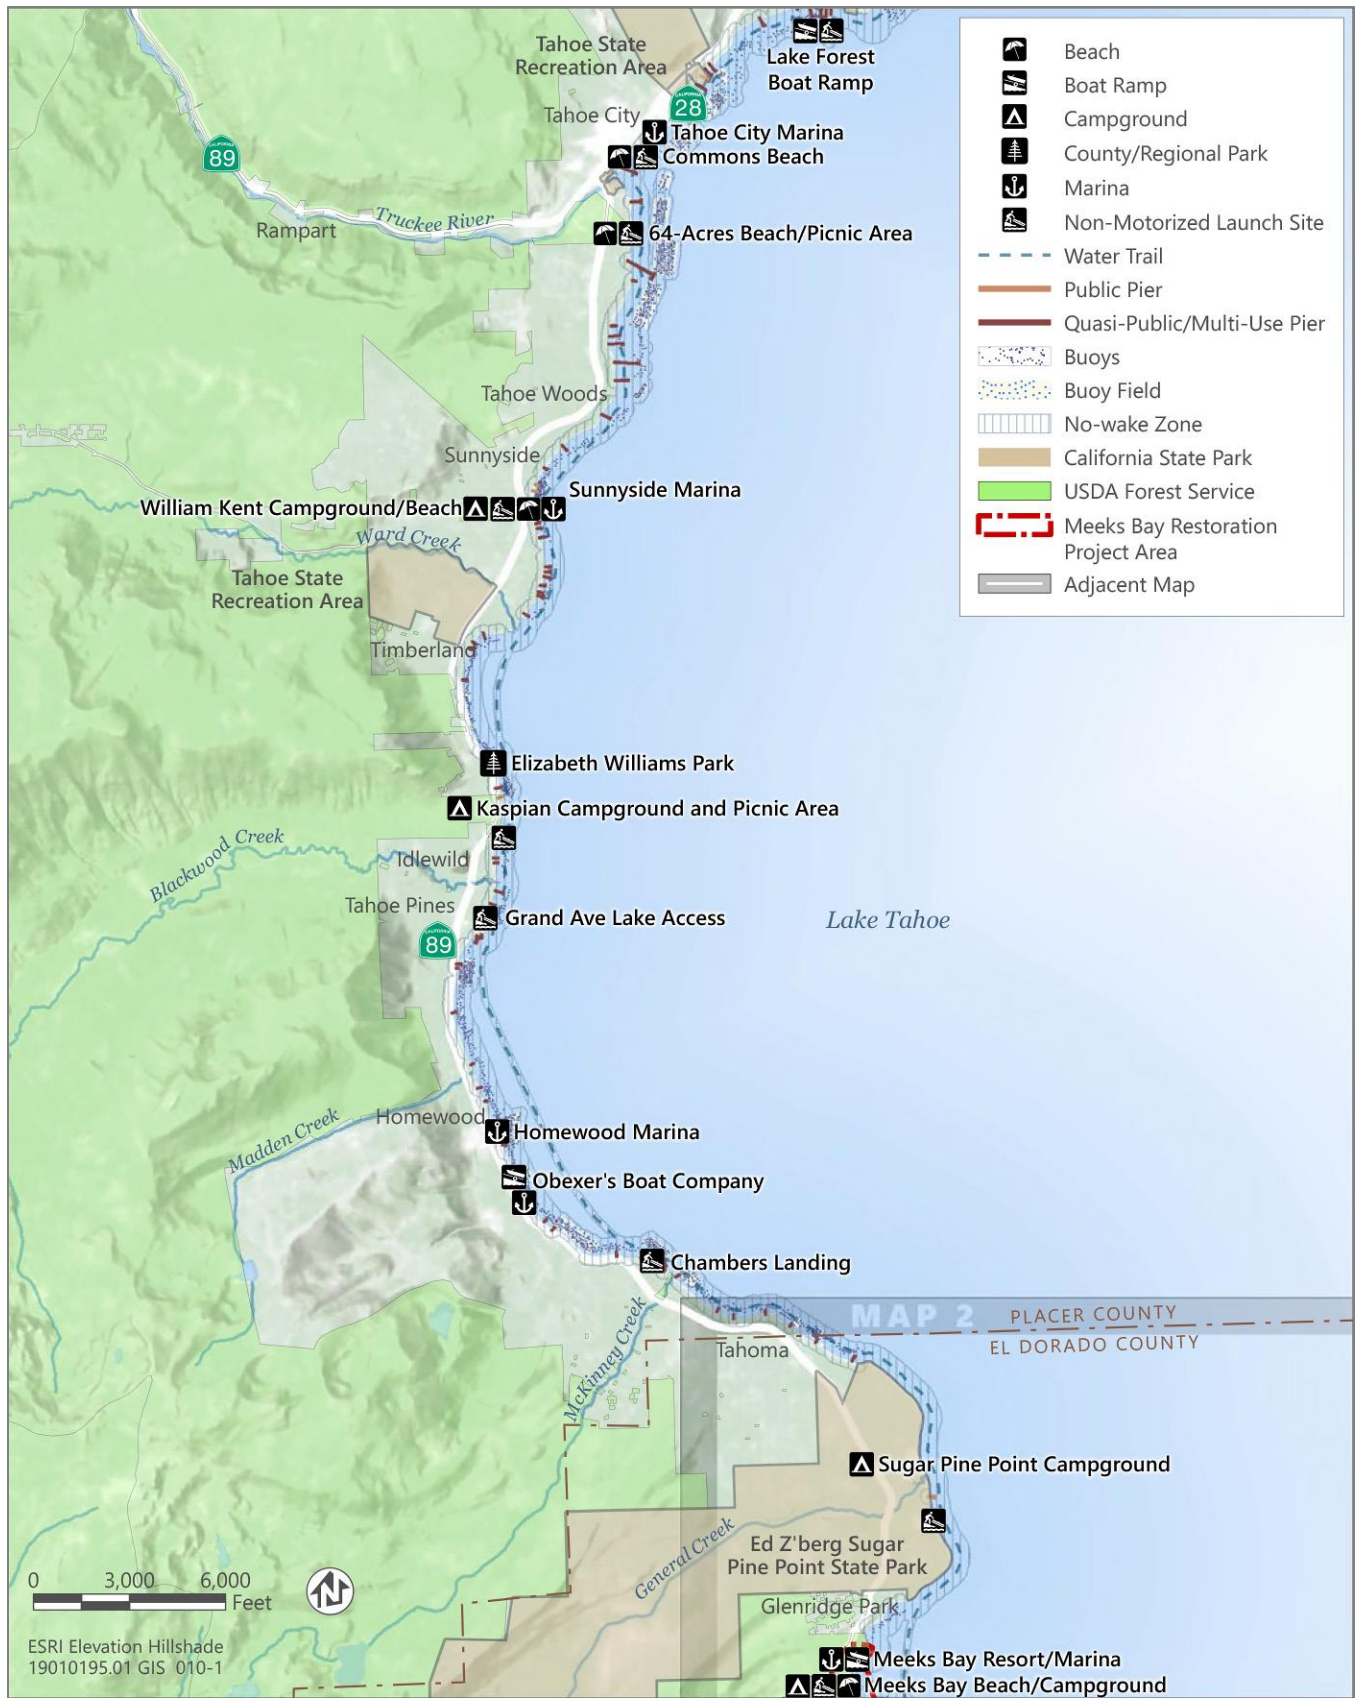 Tahoe State
Recreation Area
Lake Forest
Boat Ramp
CALIFORNIA
28
Tahoe City
Tahoe City Marina
Commons Beach
CALIFORNIA
89
Rampart
Truckee River
64-Acres Beach/Picnic Area
Tahoe Woods
Sunnyside
Sunnyside Marina
William Kent Campground/Beach
Ward Creek
Tahoe State
Recreation Area
Timberland
Elizabeth Williams Park
Kaspian Campground and Picnic Area
Blackwood Creek
Idlewild
Tahoe Pines
Grand Ave Lake Access
CALIFORNIA
89
Lake Tahoe
Homewood
Homewood Marina
Madden Creek
Obexer's Boat Company
Chambers Landing
MAP 2
PLACER COUNTY
EL DORADO COUNTY
Tahoma
McKinney Creek
Sugar Pine Point Campground
General Creek
Ed Z'berg Sugar
Pine Point State Park
Glenridge Park
Meeks Bay Resort/Marina
Meeks Bay Beach/Campground
Beach
Boat Ramp
Campground
County/Regional Park
Marina
Non-Motorized Launch Site
Water Trail
Public Pier
Quasi-Public/Multi-Use Pier
Buoys
Buoy Field
No-wake Zone
California State Park
USDA Forest Service
Meeks Bay Restoration
Project Area
Adjacent Map
0 3,000 6,000
Feet
N
ESRI Elevation Hillshade
19010195.01 GIS 010-1